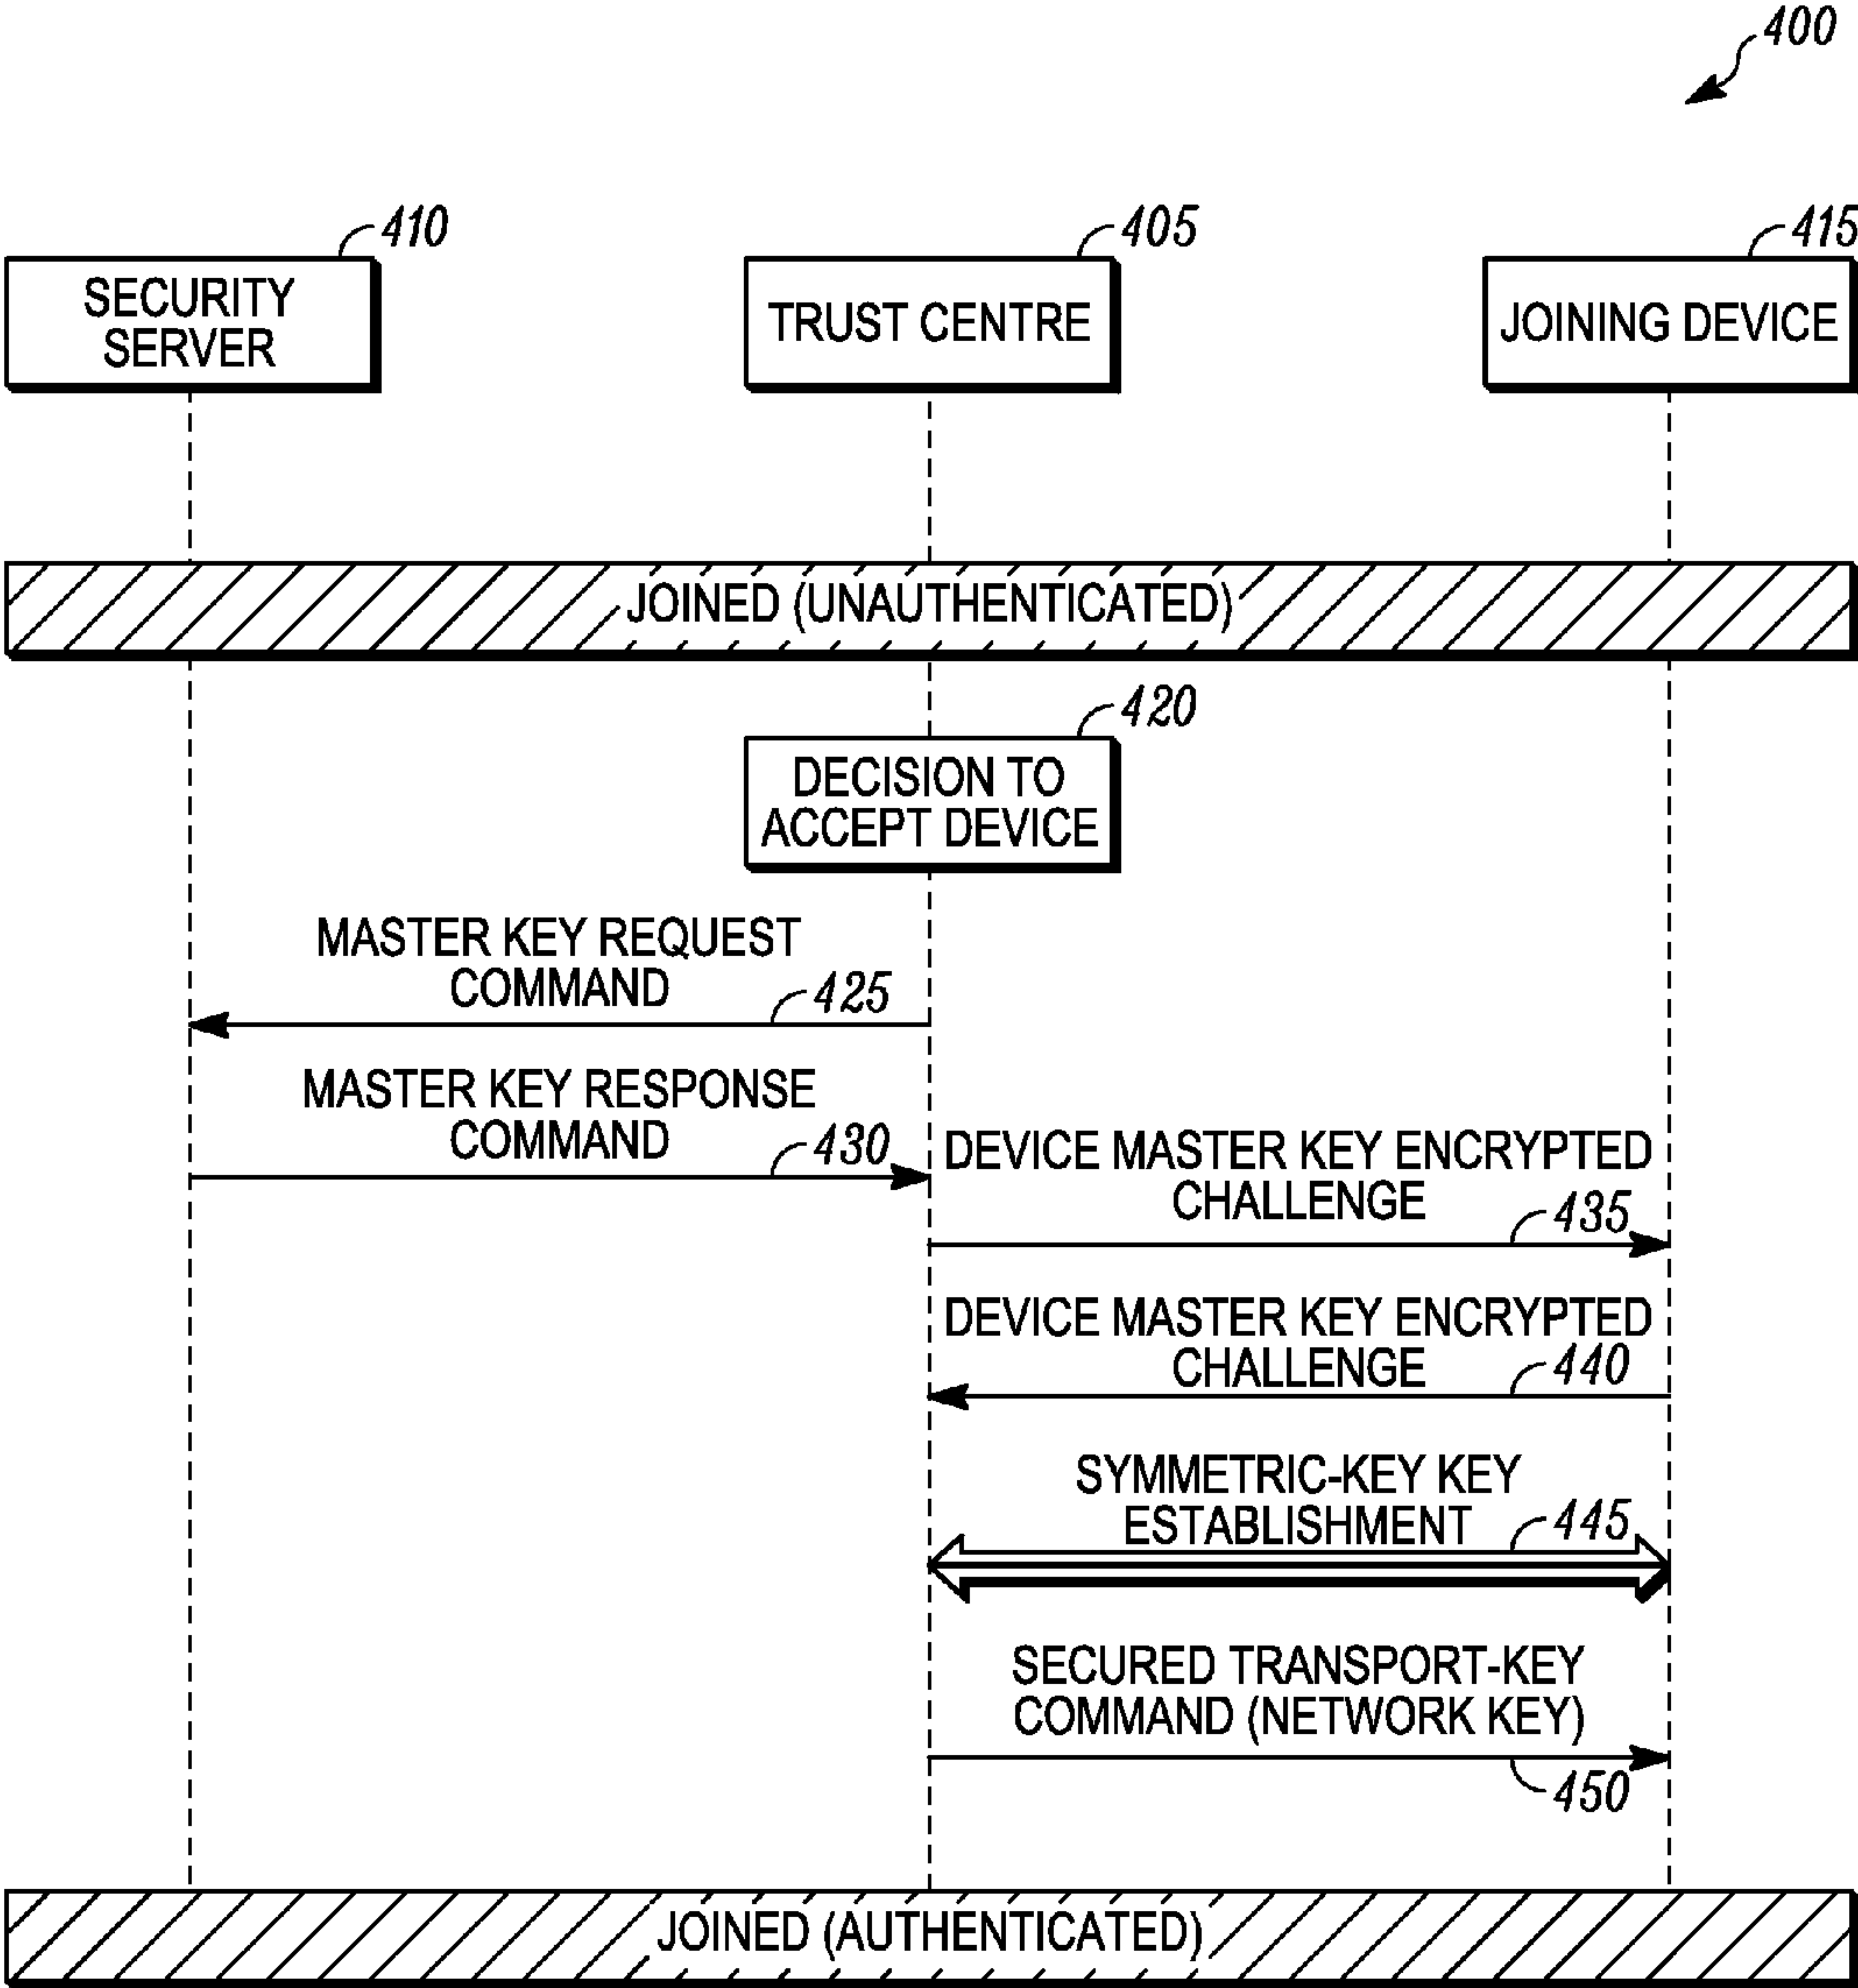 400
410
405
415
SECURITY
SERVER
TRUST CENTRE
JOINING DEVICE
JOINED (UNAUTHENTICATED)
420
DECISION TO
ACCEPT DEVICE
MASTER KEY REQUEST
COMMAND
425
MASTER KEY RESPONSE
COMMAND
430
DEVICE MASTER KEY ENCRYPTED
CHALLENGE
435
DEVICE MASTER KEY ENCRYPTED
CHALLENGE
440
SYMMETRIC-KEY KEY
ESTABLISHMENT
445
SECURED TRANSPORT-KEY
COMMAND (NETWORK KEY)
450
JOINED (AUTHENTICATED)